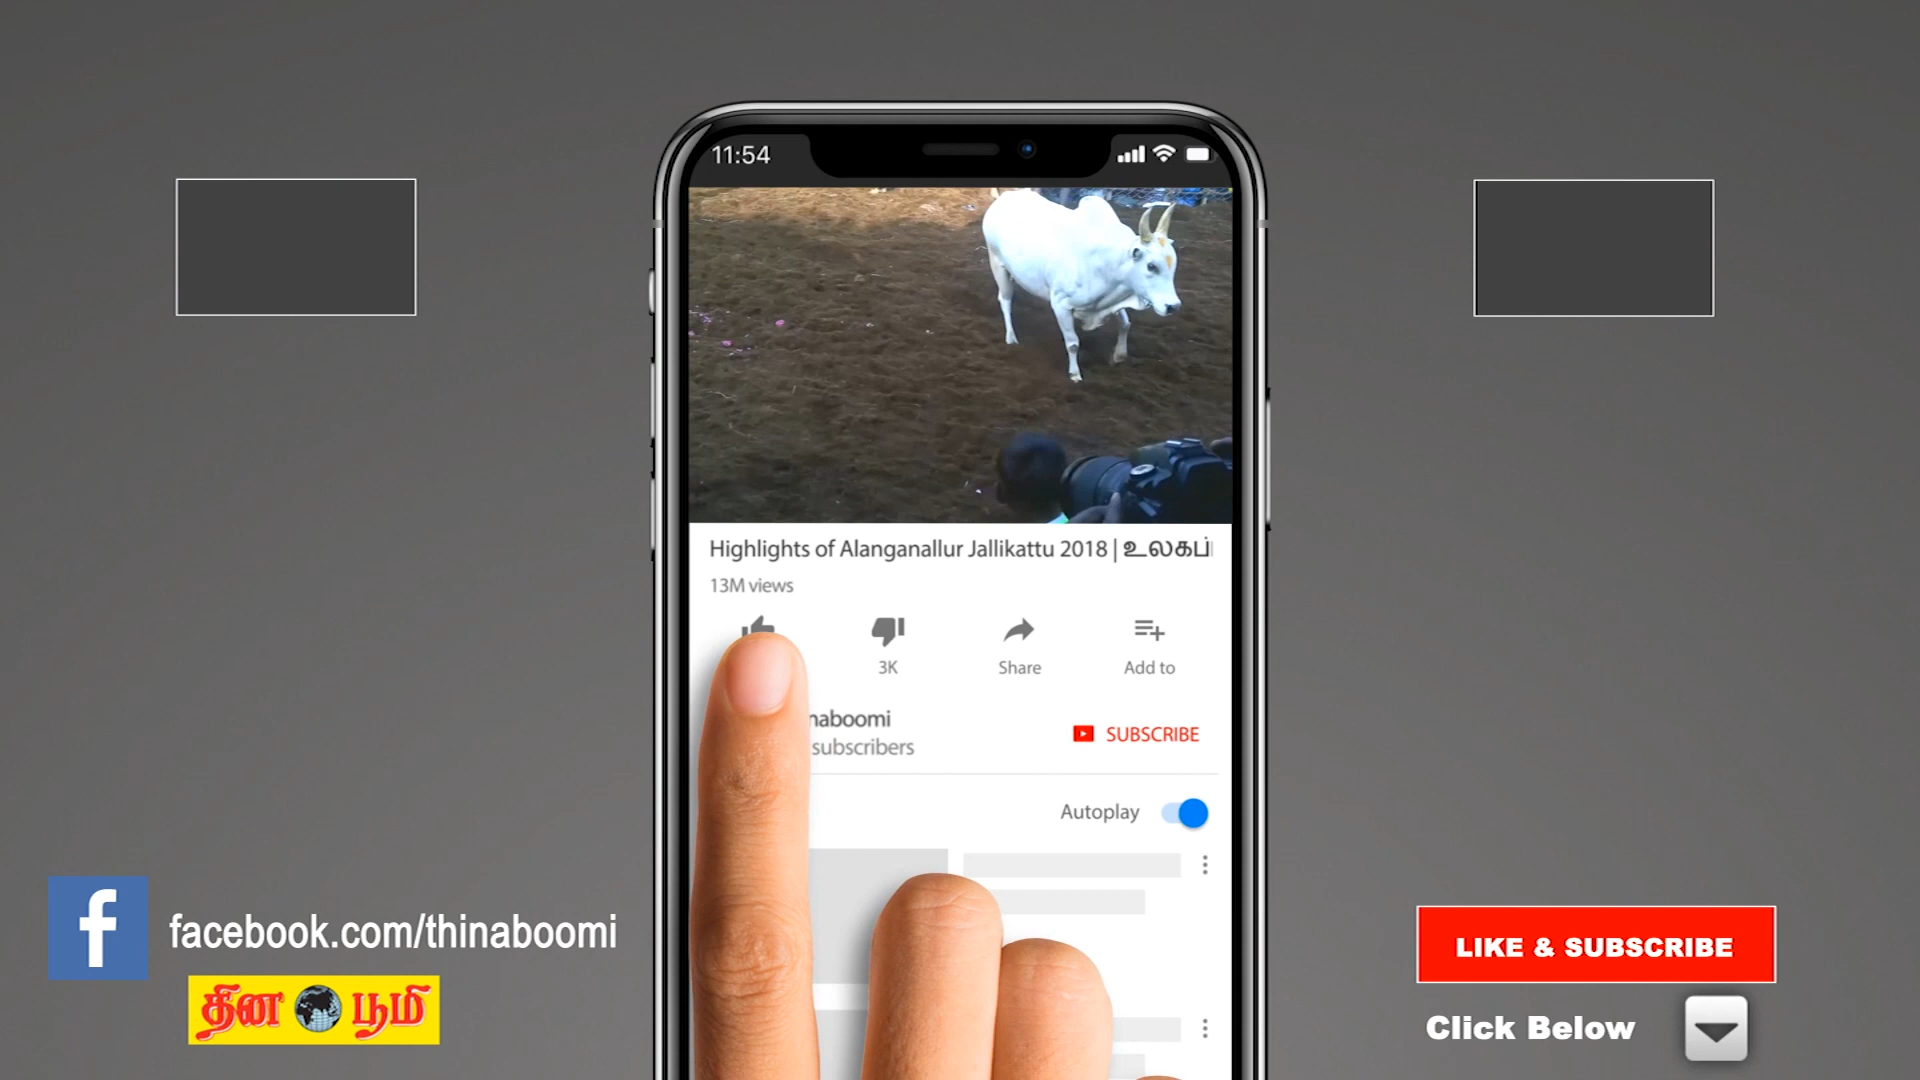 11:54
Highlights of Alanganallur Jallikattu 2018 | உலகப்
13M views
3K
Share
Add to
naboomi
SUBSCRIBE
subscribers
Autoplay
facebook.com/thinaboomi
தின பூமி
LIKE & SUBSCRIBE
Click Below